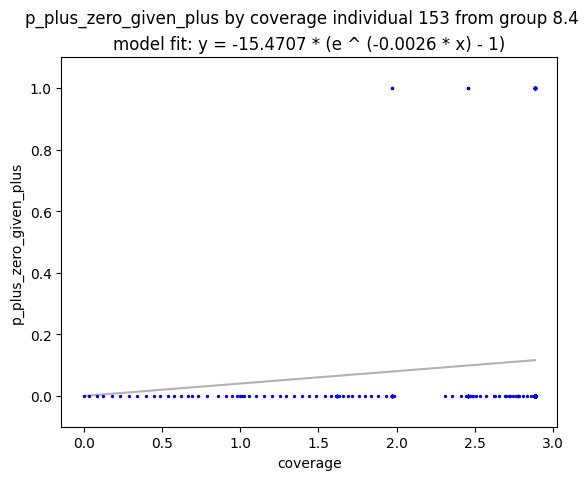 p_plus_zero_given_plus by coverage individual 153 from group 8.4
model fit: y = -15.4707 * (e ^ (-0.0026 * x) - 1)
p_plus_zero_given_plus
1.0
0.8
0.6
0.4
0.2
0.0
0.0 0.5 1.0 1.5 2.0 2.5 3.0
coverage